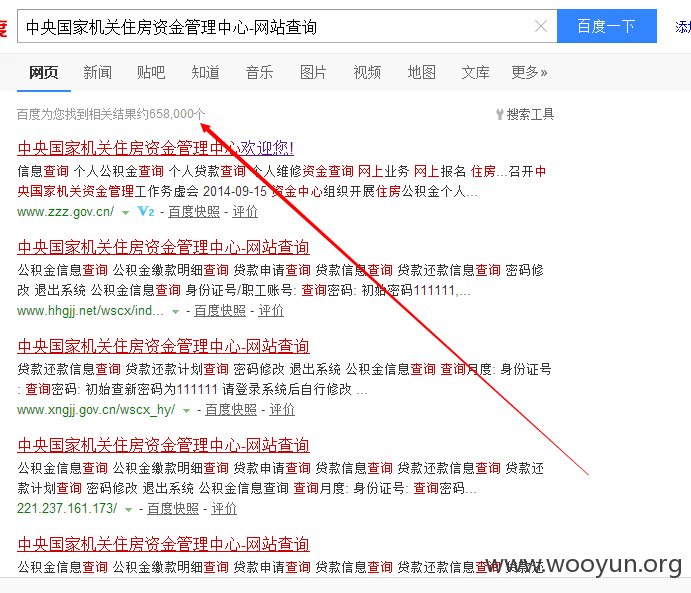 度 中央国家机关住房资金管理中心-网站查询 × 百度一下
网页 新闻 贴吧 知道 音乐 图片 视频 地图 文库 更多»
百度为您找到相关结果约658,000个 搜索工具
中央国家机关住房资金管理中心欢迎您!
信息查询 个人公积金查询 个人贷款查询 个人维修资金查询 网上业务 网上报名 住房...召开中
央国家机关资金管理工作务虚会 2014-09-15 资金中心组织开展住房公积金个人...
www.zzz.gov.cn/ V2 - 百度快照 - 评价
中央国家机关住房资金管理中心-网站查询
公积金信息查询 公积金缴款明细查询 贷款申请查询 贷款信息查询 贷款还款信息查询 密码修
改 退出系统 公积金信息查询 身份证号/职工账号: 查询密码: 初始密码111111,...
www.hhgjj.net/wscx/ind... - 百度快照 - 评价
中央国家机关住房资金管理中心-网站查询
贷款还款信息查询 贷款还款计划查询 密码修改 退出系统 公积金信息查询 查询月度: 身份证号
: 查询密码: 初始查新密码为111111 请登录系统后自行修改 ...
www.xngjj.gov.cn/wscx_hy/ - 百度快照 - 评价
中央国家机关住房资金管理中心-网站查询
公积金信息查询 公积金缴款明细查询 贷款申请查询 贷款信息查询 贷款还款信息查询 贷款还
款计划查询 密码修改 退出系统 公积金信息查询 查询月度: 身份证号: 查询密码...
221.237.161.173/ - 百度快照 - 评价
中央国家机关住房资金管理中心-网站查询
公积金信息查询 公积金缴款明细查询 贷款申请查询 贷款信息查询 贷款还款信息查询 贷款还
www.wooyun.org